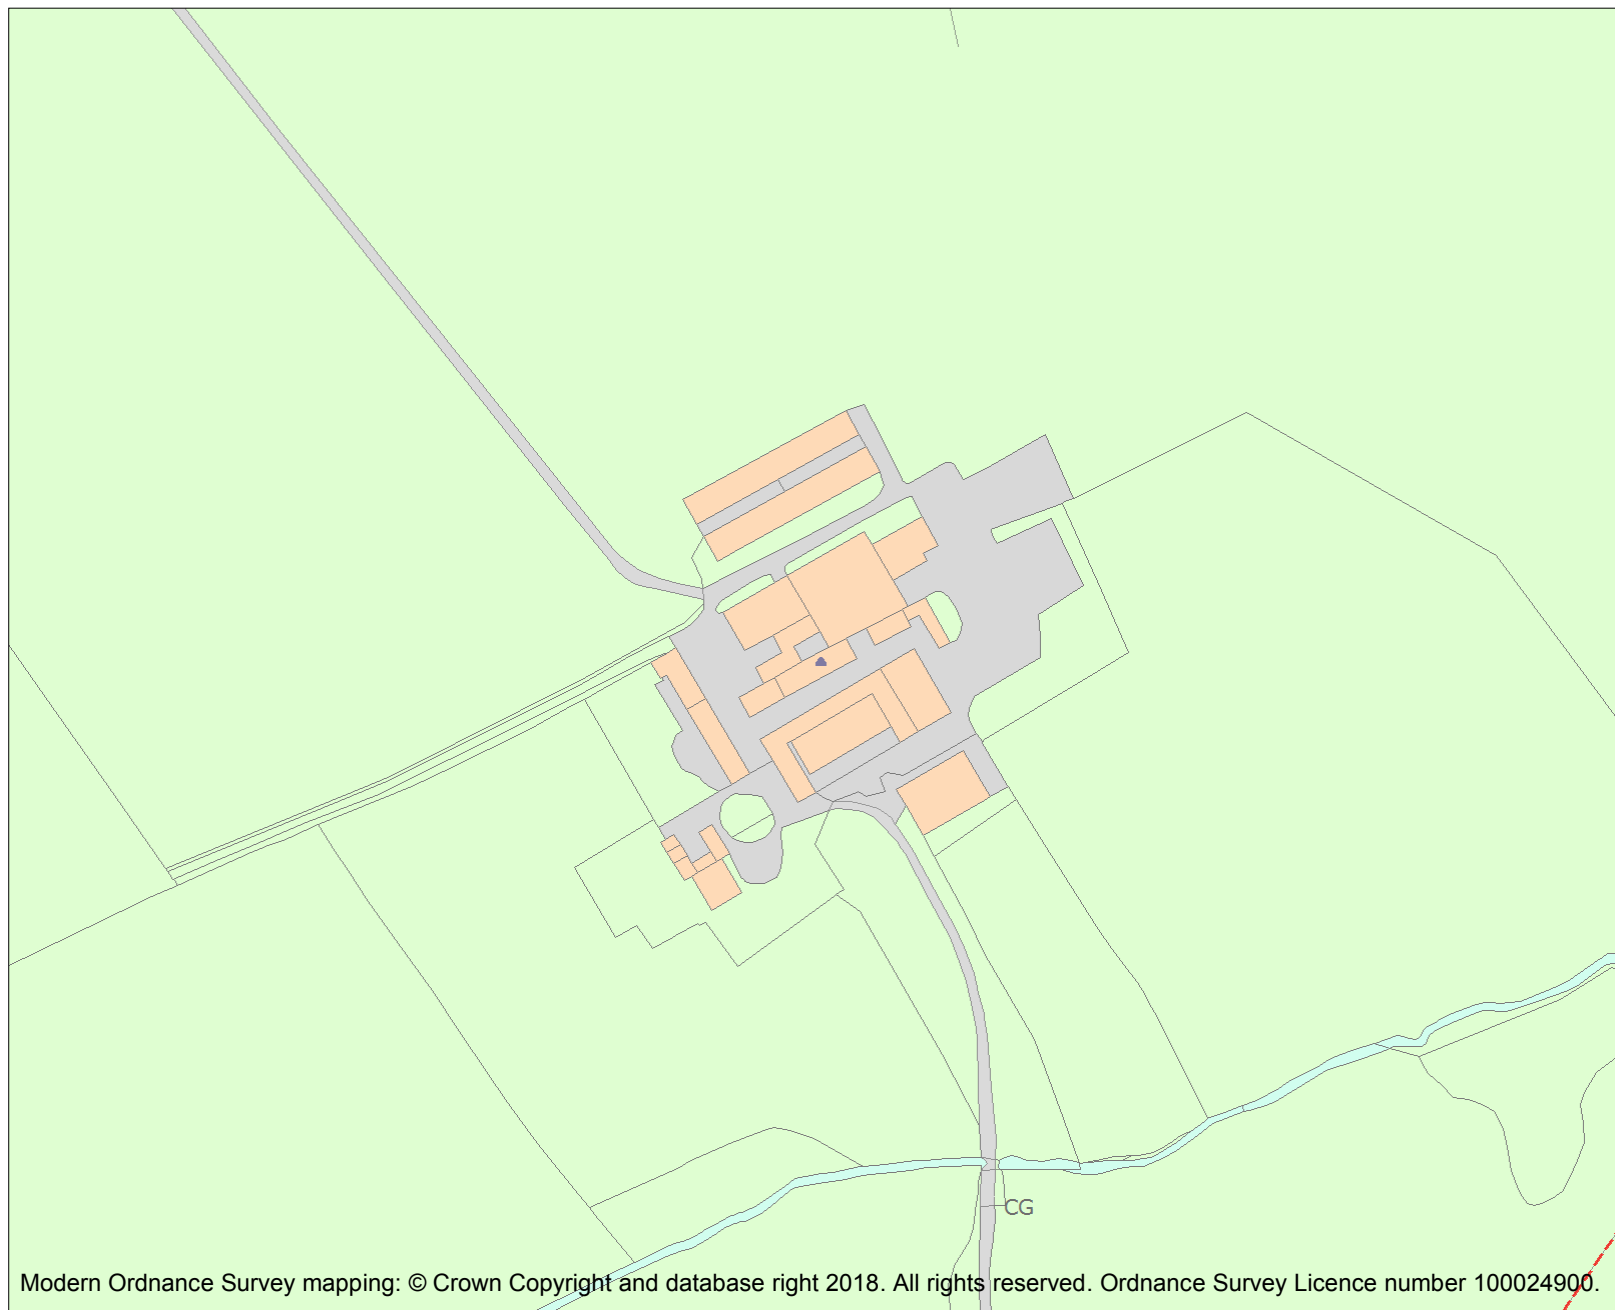 CG
Modern Ordnance Survey mapping: © Crown Copyright and database right 2018. All rights reserved. Ordnance Survey Licence number 100024900.